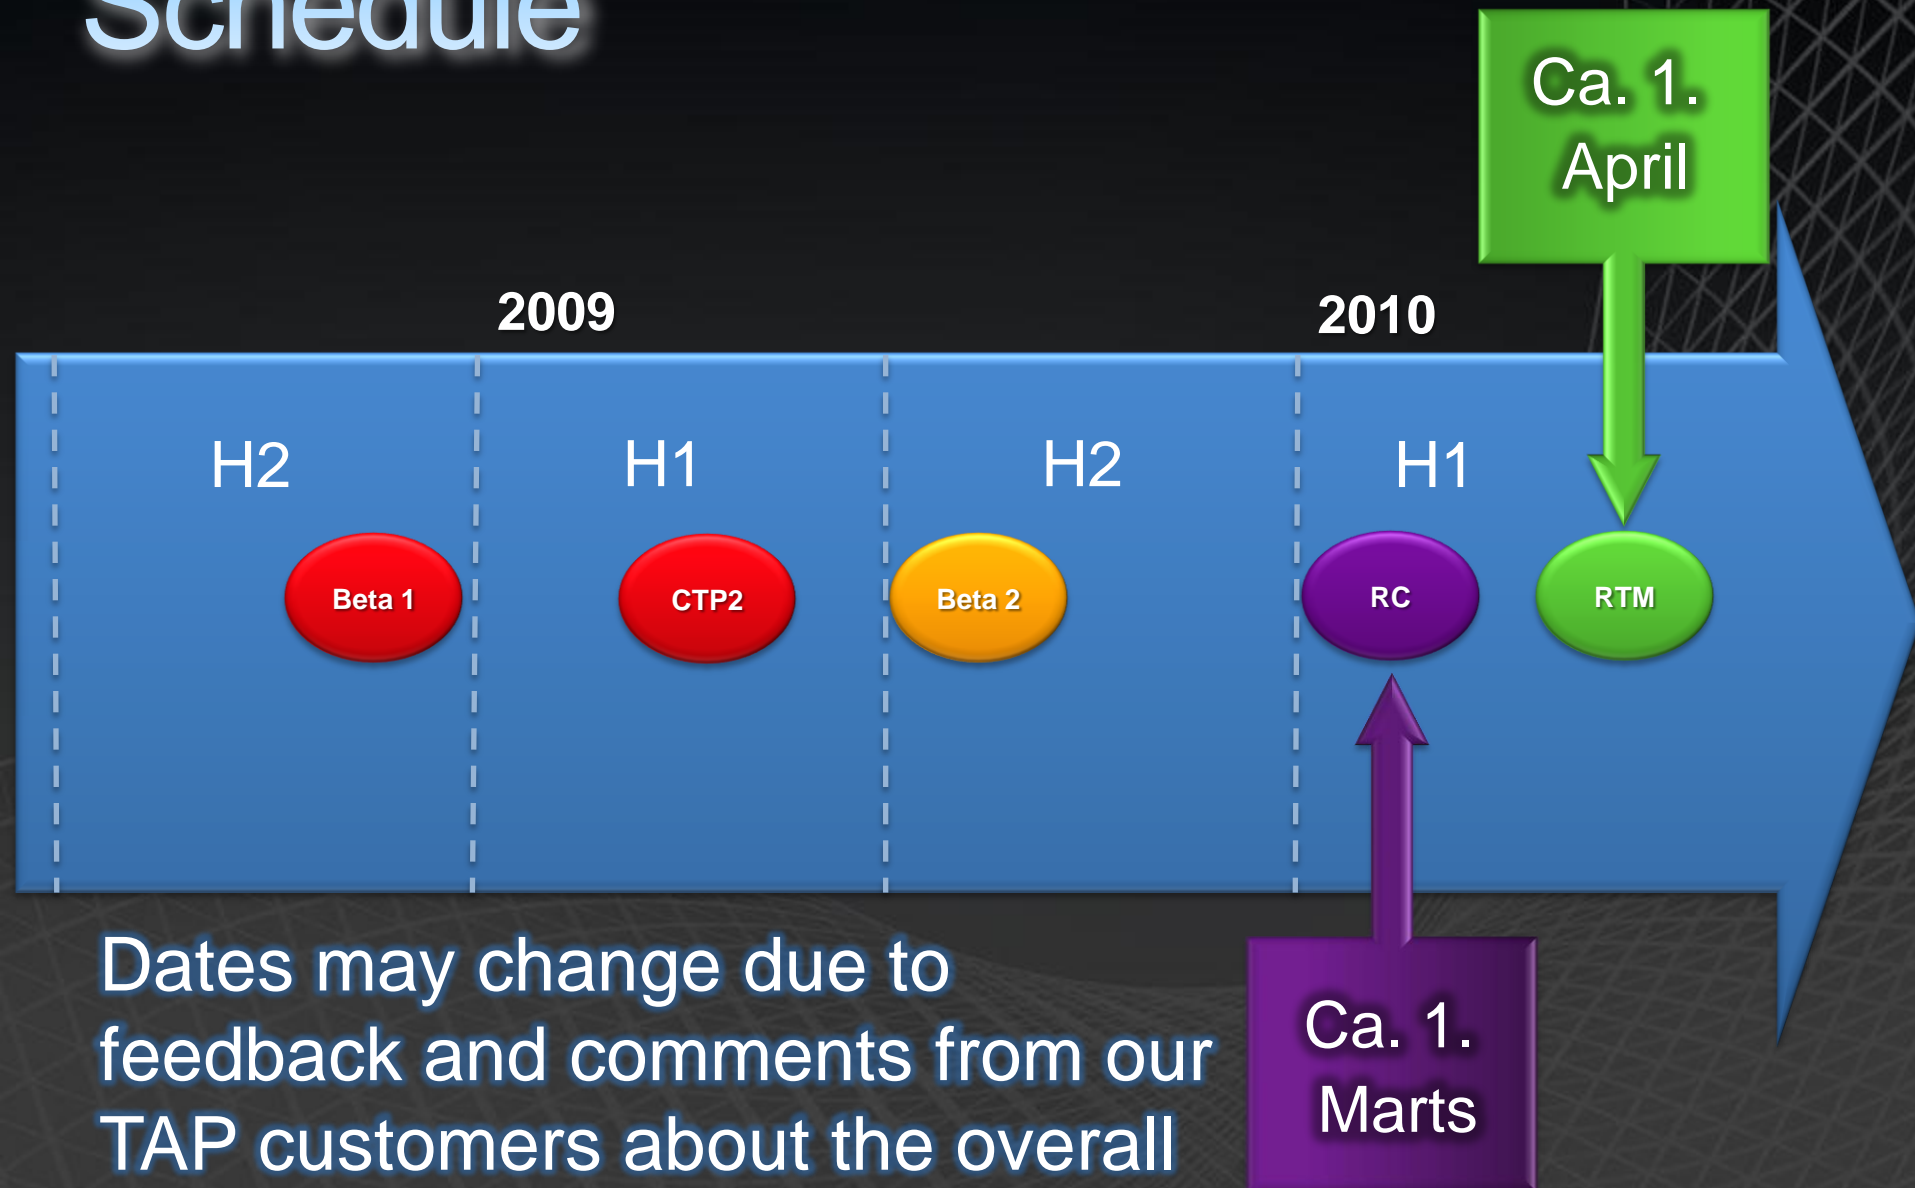 Schedule
Ca. 1.
April
2009
2010
H2
H1
H2
H1
Beta 1
CTP2
Beta 2
RC
RTM
Dates may change due to
feedback and comments from our
TAP customers about the overall
Ca. 1.
Marts